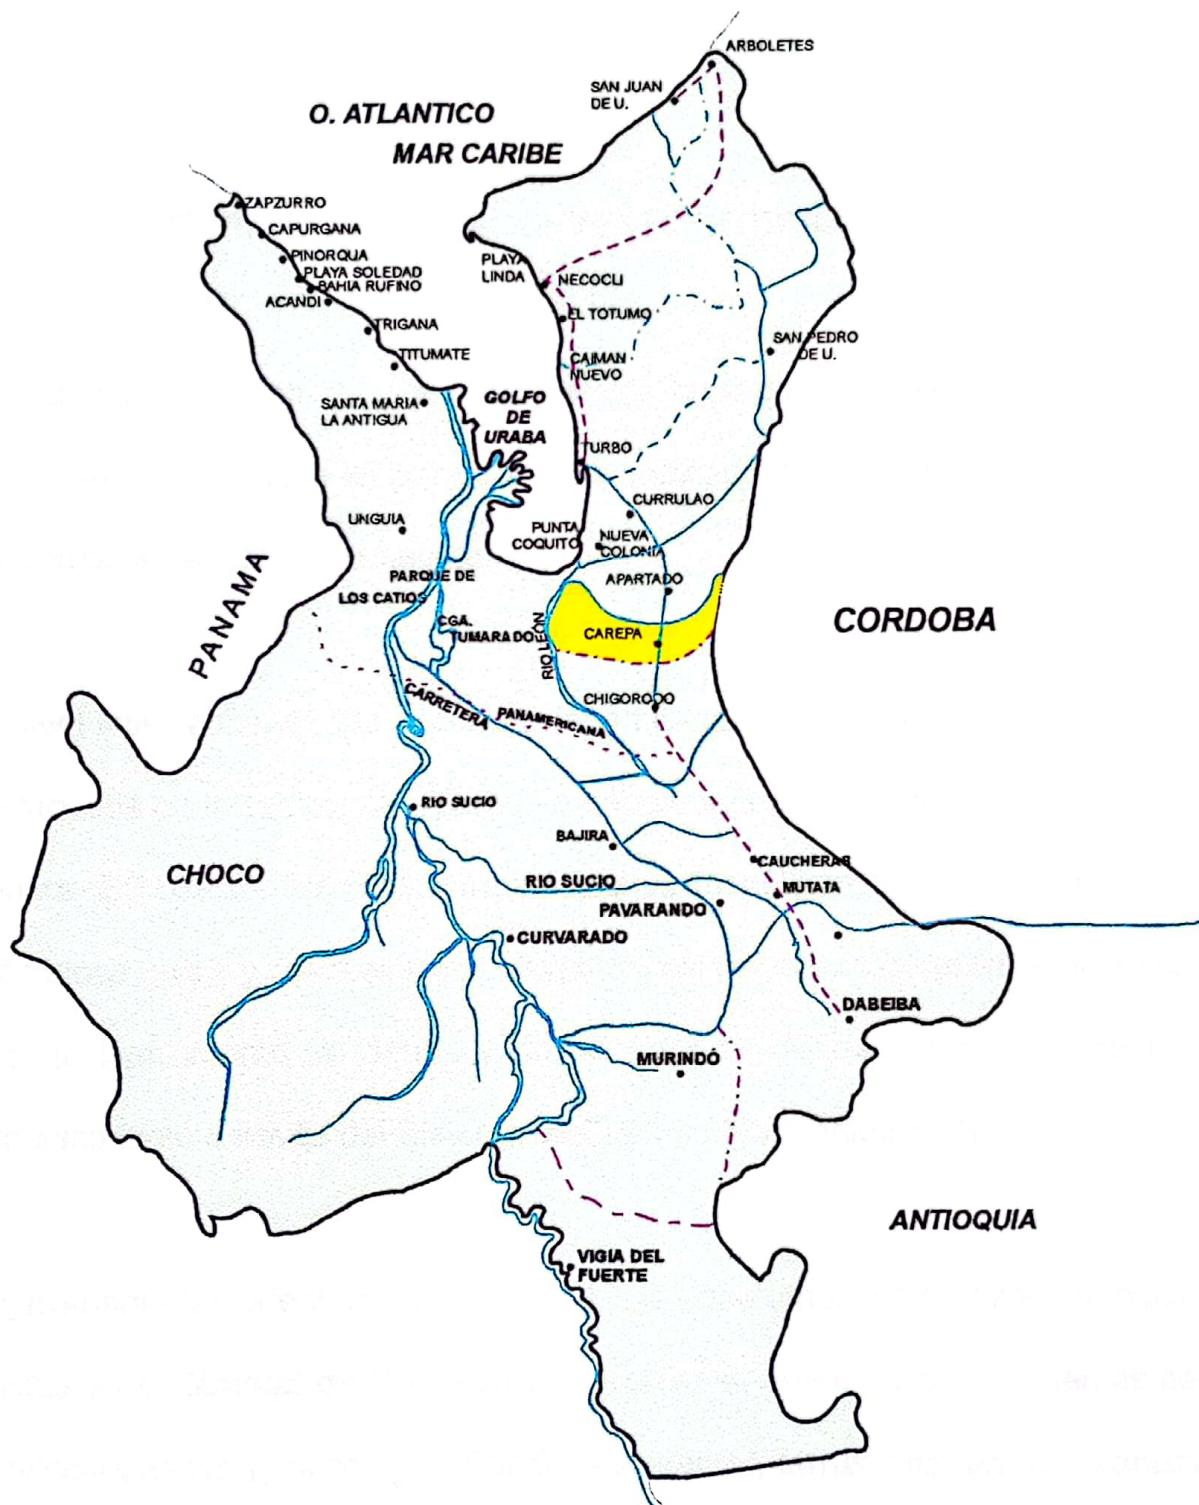 ARBOLETES
SAN JUAN
DE U.
O. ATLANTICO
MAR CARIBE
ZAPZURRO
CAPURGANA
PINORQUA
PLAYA SOLEDAD
BAHIA RUFINO
ACANDI
TRIGANA
TITUMATE
SANTA MARIA
LA ANTIGUA
PLAYA
LINDA
NECOCLI
EL TOTUMO
CAIMAN
NUEVO
SAN PEDRO
DE U.
GOLFO
DE
URABA
TURBO
CURRULAO
UNGUIA
PUNTA
COQUITO
NUEVA
COLONIA
APARTADO
PARQUE DE
LOS CATIOS
CGA.
TUMARADO
PANAMA
RIO LEÓN
CAREPA
CORDOBA
CHIGORODO
CARRETERA
PANAMERICANA
RIO SUCIO
BAJIRA
CAUCHERAS
CHOCO
RIO SUCIO
MUTATA
PAVARANDO
CURVARADO
DABEIBA
MURINDÓ
ANTIOQUIA
VIGIA DEL
FUERTE